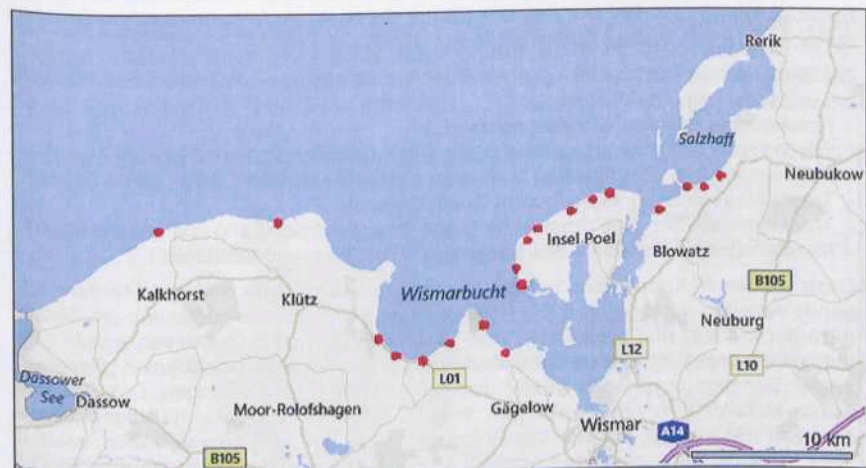 Rerik
Salzhaff
Neubukow
Insel Poel
Blowatz
Kalkhorst
Klütz
Wismarbucht
B105
Neuburg
Dassower
See
Dassow
L12
L10
L01
Moor-Rolofshagen
Gägelow
Wismar
A14
B105
10 km